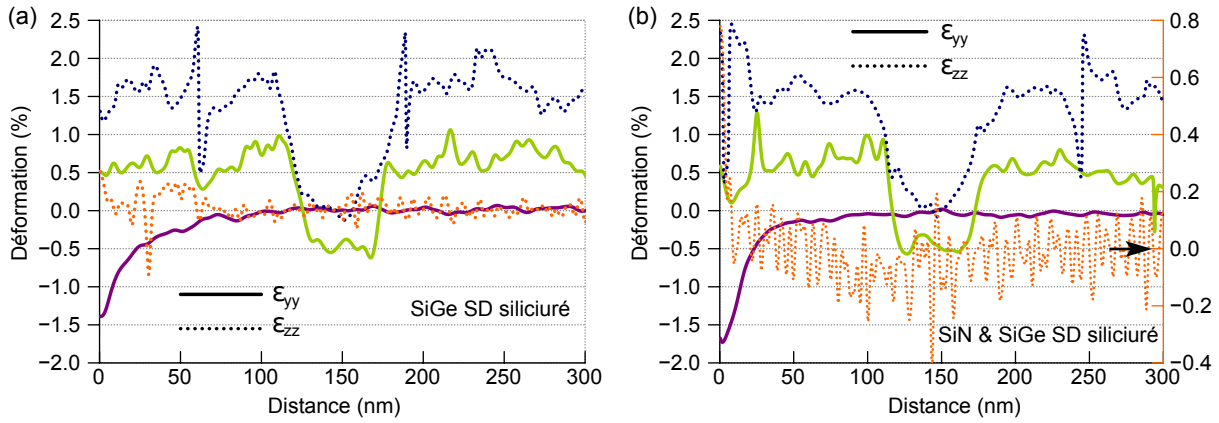 (a)
2.5
2.0
1.5
1.0
0.5
0.0
−0.5
−1.0
−1.5
−2.0
Déformation (%)
0
50
100
150
200
250
300
Distance (nm)
εyy
εzz
εyy
εzz
SiGe SD siliciuré
(b)
2.5
2.0
1.5
1.0
0.5
0.0
−0.5
−1.0
−1.5
−2.0
Déformation (%)
0
50
100
150
200
250
300
Distance (nm)
εyy
εzz
εyy
εzz
SiN & SiGe SD siliciuré
0.8
0.6
0.4
0.2
0.0
−0.2
−0.4